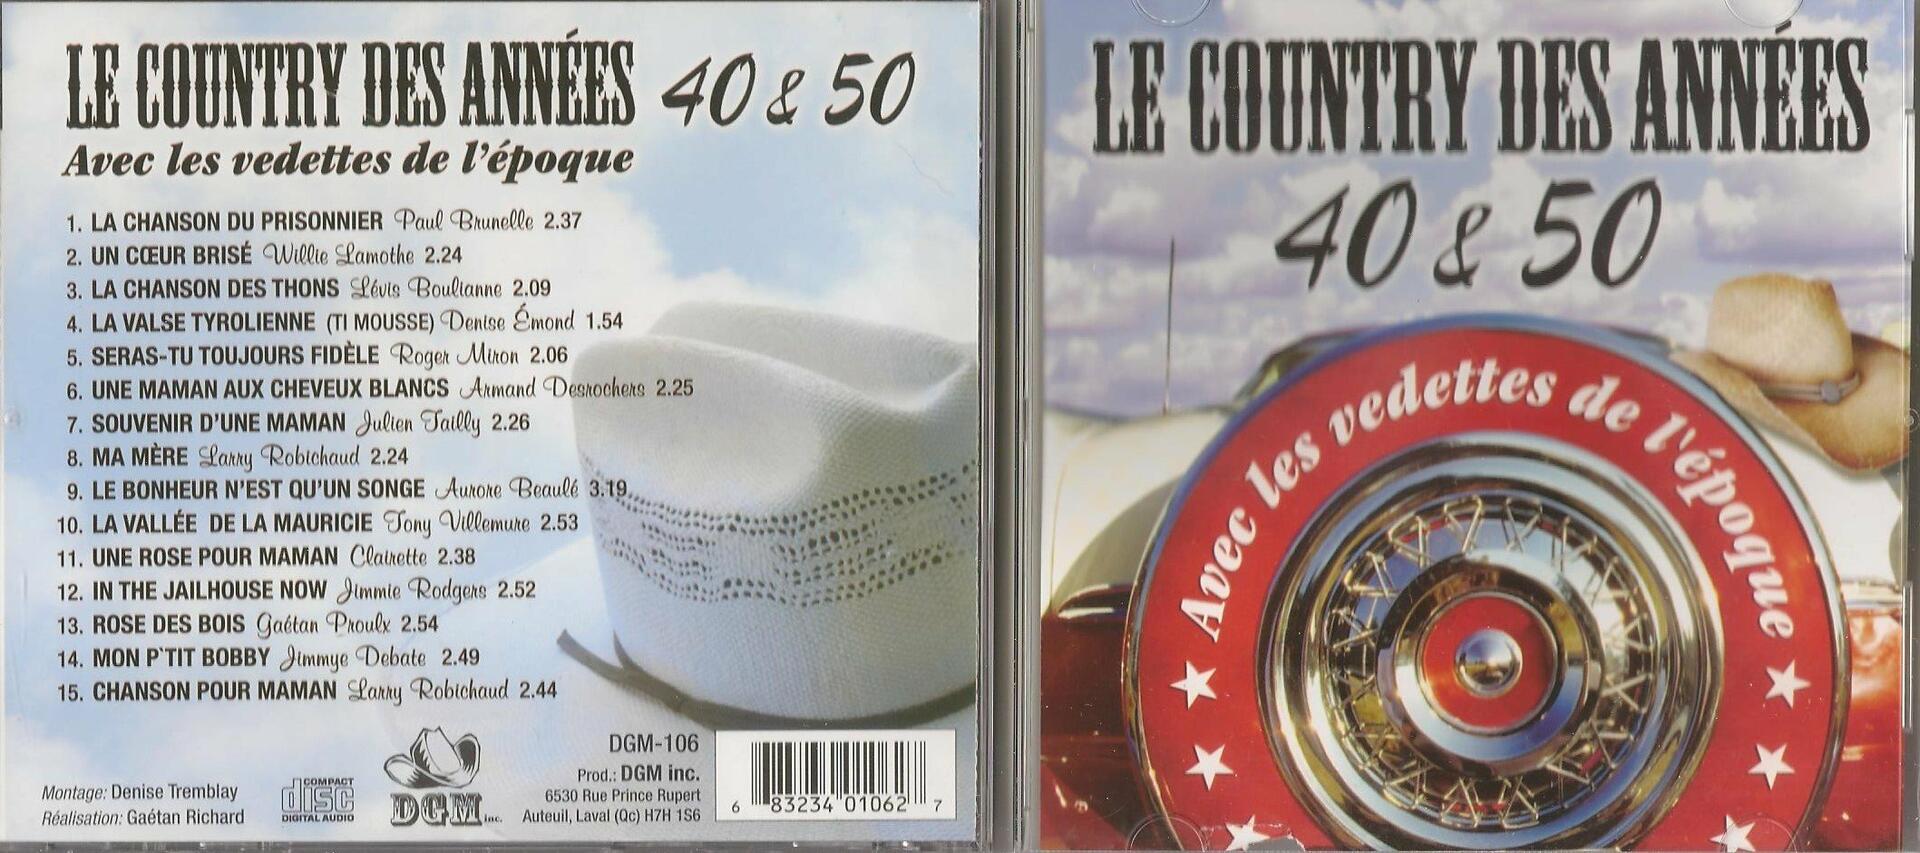 LE COUNTRY DES ANNÉES 40 & 50
Avec les vedettes de l'époque
1. LA CHANSON DU PRISONNIER Paul Brunelle 2.37
2. UN CŒUR BRISÉ Willie Lamothe 2.24
3. LA CHANSON DES THONS Lévis Boulianne 2.09
4. LA VALSE TYROLIENNE (TI MOUSSE) Denise Émond 1.54
5. SERAS-TU TOUJOURS FIDÈLE Roger Miron 2.06
6. UNE MAMAN AUX CHEVEUX BLANCS Armand Desrochers 2.25
7. SOUVENIR D'UNE MAMAN Julien Tailly 2.26
8. MA MÈRE Larry Robichaud 2.24
9. LE BONHEUR N'EST QU'UN SONGE Aurore Beaulé 3.19
10. LA VALLÉE DE LA MAURICIE Tony Villemure 2.53
11. UNE ROSE POUR MAMAN Clairette 2.38
12. IN THE JAILHOUSE NOW Jimmie Rodgers 2.52
13. ROSE DES BOIS Gaétan Proulx 2.54
14. MON P`TIT BOBBY Jimmye Debate 2.49
15. CHANSON POUR MAMAN Larry Robichaud 2.44
Montage: Denise Tremblay
Réalisation: Gaétan Richard
COMPACT
disc
DIGITAL AUDIO
DGM inc.
DGM-106
Prod.: DGM inc.
6530 Rue Prince Rupert
Auteuil, Laval (Qc) H7H 1S6
6 83234 01062 7
LE COUNTRY DES ANNÉES
40 & 50
Avec les vedettes de l'époque